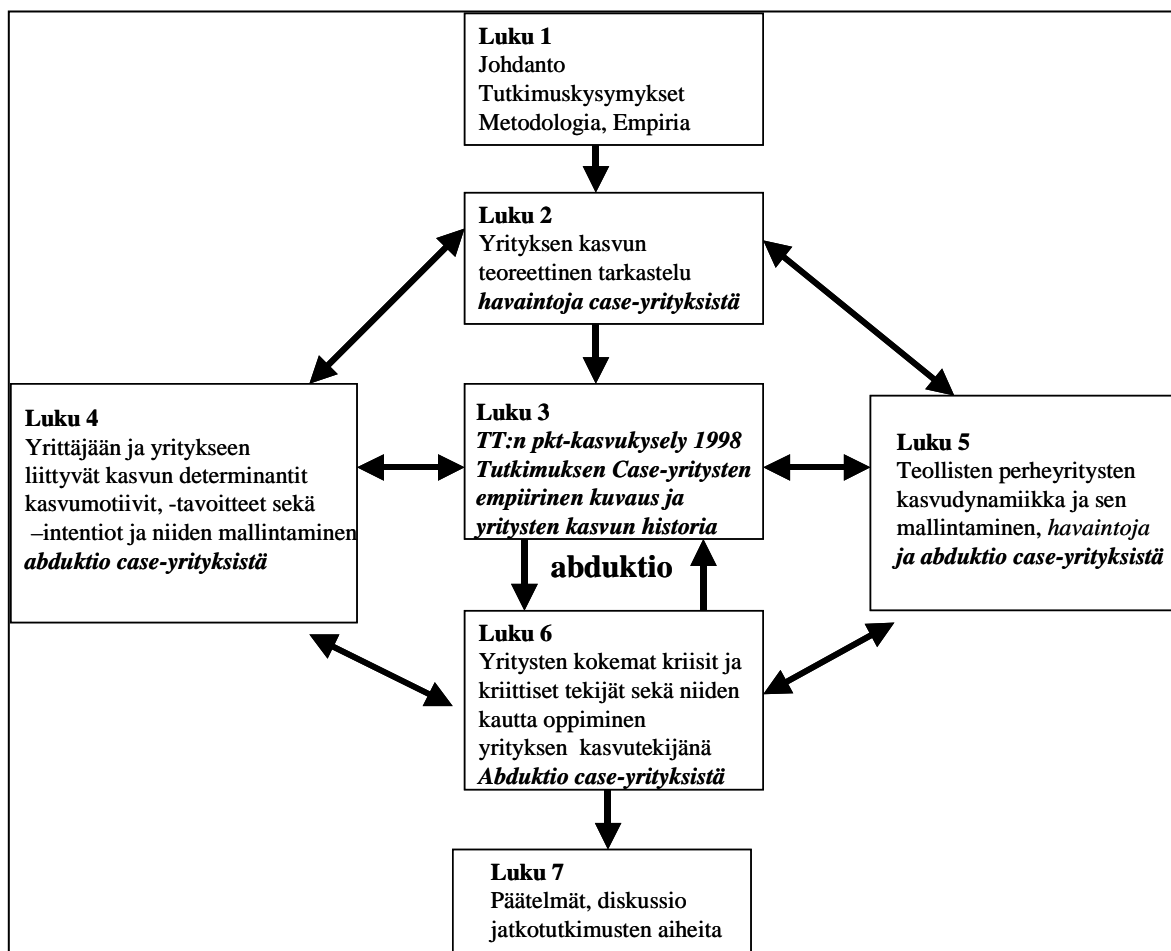 Luku 1
Johdanto
Tutkimuskysymykset
Metodologia, Empiria
Luku 2
Yrityksen kasvun
teoreettinen tarkastelu
havaintoja case-yrityksistä
Luku 4
Yrittäjään ja yritykseen
liittyvät kasvun determinantit
kasvumotiivit, -tavoitteet sekä
–intentiot ja niiden mallintaminen
abduktio case-yrityksistä
Luku 3
TT:n pkt-kasvukysely 1998
Tutkimuksen Case-yritysten
empiirinen kuvaus ja
yritysten kasvun historia
Luku 5
Teollisten perheyritysten
kasvudynamiikka ja sen
mallintaminen, havaintoja
ja abduktio case-yrityksistä
abduktio
Luku 6
Yritysten kokemat kriisit ja
kriittiset tekijät sekä niiden
kautta oppiminen
yrityksen kasvutekijänä
Abduktio case-yrityksistä
Luku 7
Päätelmät, diskussio
jatkotutkimusten aiheita